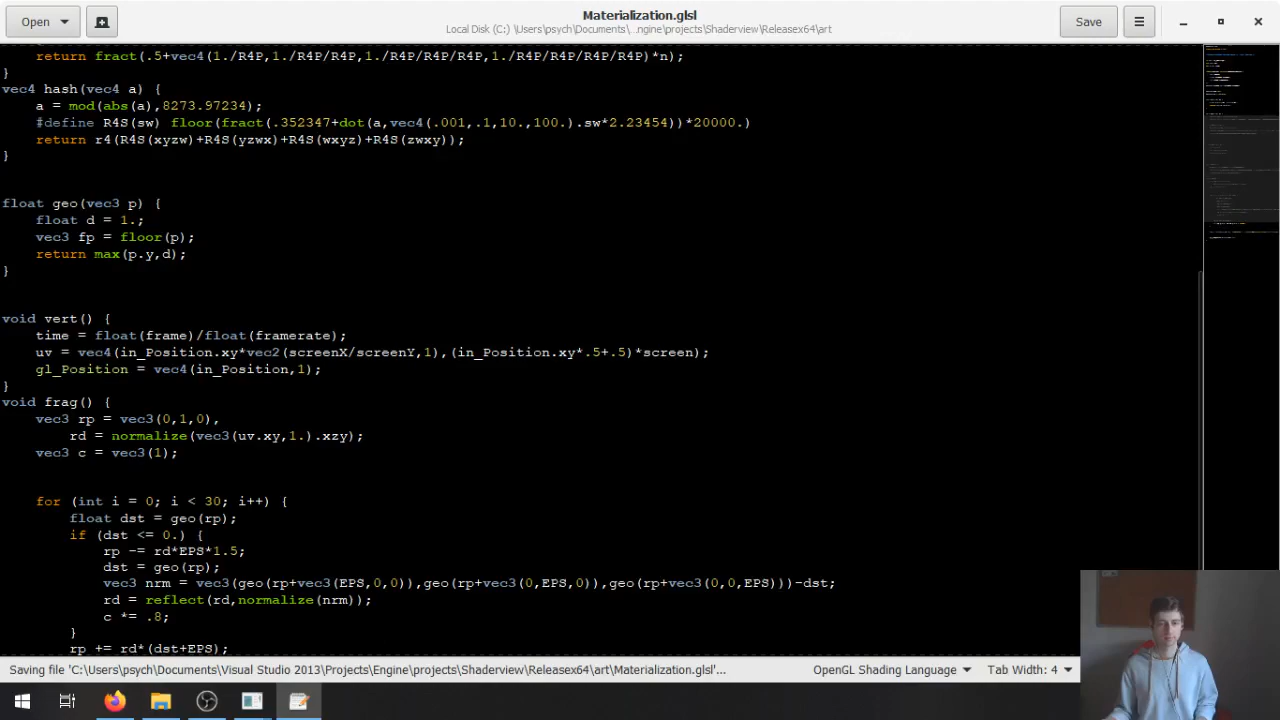 Open
Materialization.glsl
Local Disk (C:) \Users\psych\Documents\...ngine\projects\Shaderview\Releasex64\art
Save
return fract(.5+vec4(1./R4P,1./R4P/R4P,1./R4P/R4P/R4P,1./R4P/R4P/R4P/R4P)*n);
}
vec4 hash(vec4 a) {
a = mod(abs(a),8273.97234);
#define R4S(sw) floor(fract(.352347+dot(a,vec4(.001,.1,10.,100.).sw*2.23454))*20000.)
return r4(R4S(xyzw)+R4S(yzwx)+R4S(wxyz)+R4S(zwxy));
}
float geo(vec3 p) {
float d = 1.;
vec3 fp = floor(p);
return max(p.y,d);
}
void vert() {
time = float(frame)/float(framerate);
uv = vec4(in_Position.xy*vec2(screenX/screenY,1),(in_Position.xy*.5+.5)*screen);
gl_Position = vec4(in_Position,1);
}
void frag() {
vec3 rp = vec3(0,1,0),
rd = normalize(vec3(uv.xy,1.).xzy);
vec3 c = vec3(1);
for (int i = 0; i < 30; i++) {
float dst = geo(rp);
if (dst <= 0.) {
rp -= rd*EPS*1.5;
dst = geo(rp);
vec3 nrm = vec3(geo(rp+vec3(EPS,0,0)),geo(rp+vec3(0,EPS,0)),geo(rp+vec3(0,0,EPS)))-dst;
rd = reflect(rd,normalize(nrm));
c *= .8;
}
rp += rd*(dst+EPS);
Saving file 'C:\Users\psych\Documents\Visual Studio 2013\Projects\Engine\projects\Shaderview\Releasex64\art\Materialization.glsl'...
OpenGL Shading Language
Tab Width: 4